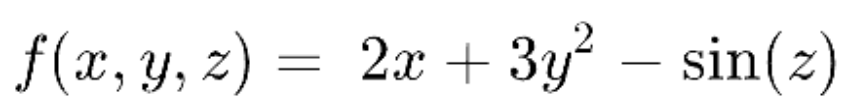 f(x, y, z) = 2x + 3y² − sin(z)